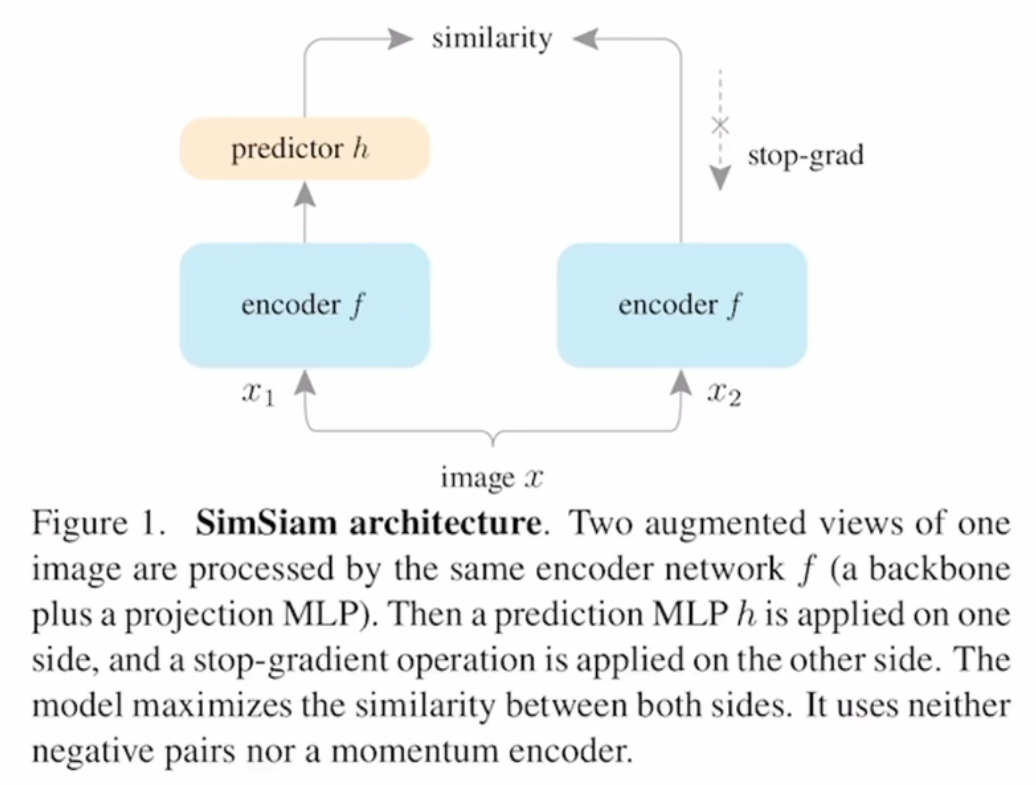 similarity
predictor h
stop-grad
encoder f
encoder f
x1
x2
image x
Figure 1. SimSiam architecture. Two augmented views of one
image are processed by the same encoder network f (a backbone
plus a projection MLP). Then a prediction MLP h is applied on one
side, and a stop-gradient operation is applied on the other side. The
model maximizes the similarity between both sides. It uses neither
negative pairs nor a momentum encoder.